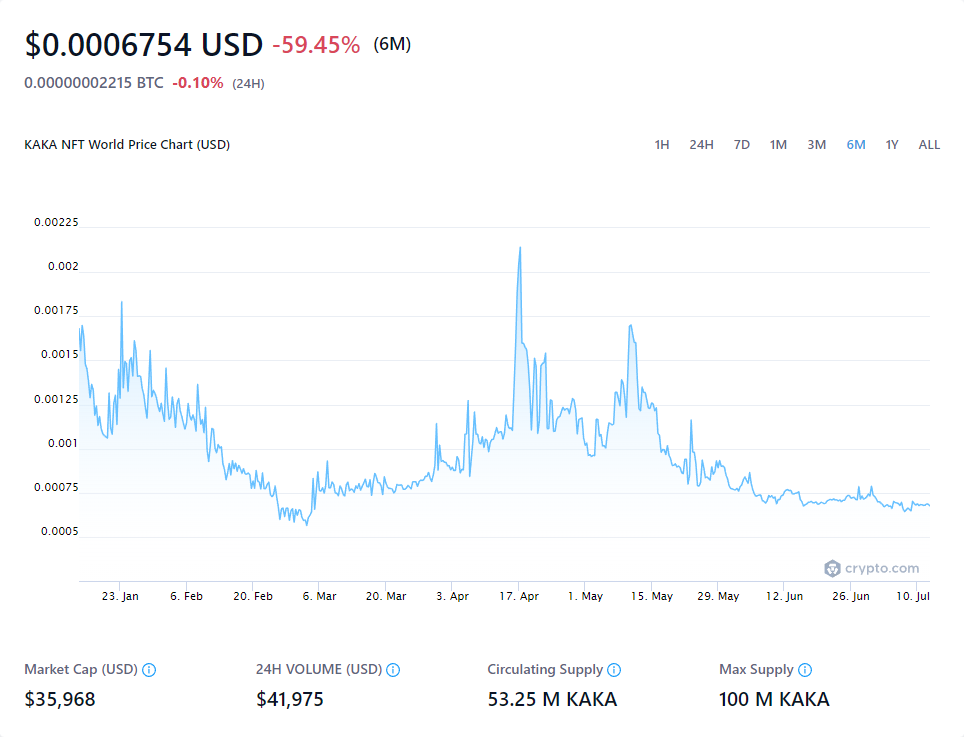 $0.0006754 USD -59.45% (6M)
0.00000002215 BTC -0.10% (24H)
KAKA NFT World Price Chart (USD) 1H 24H 7D 1M 3M 6M 1Y ALL
0.00225
0.002
0.00175
0.0015
0.00125
0.001
0.00075
0.0005
crypto.com
23. Jan 6. Feb 20. Feb 6. Mar 20. Mar 3. Apr 17. Apr 1. May 15. May 29. May 12. Jun 26. Jun 10. Jul
Market Cap (USD) 24H VOLUME (USD) Circulating Supply Max Supply
$35,968 $41,975 53.25 M KAKA 100 M KAKA